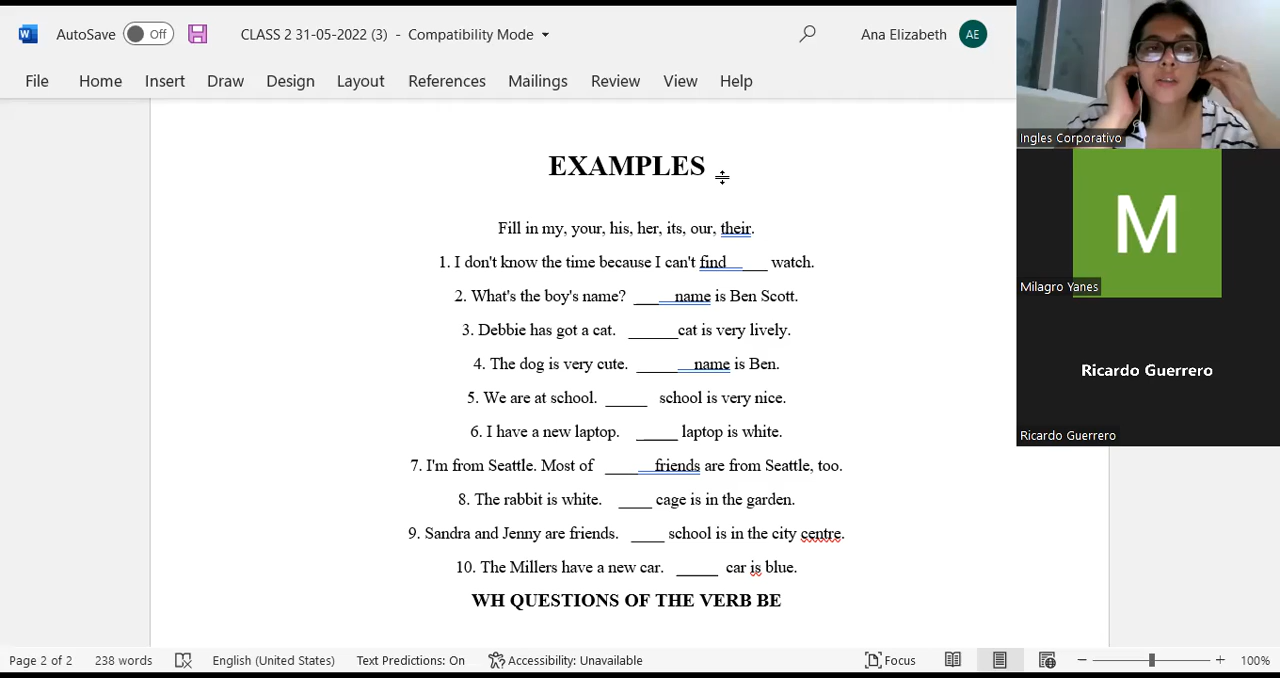 AutoSave Off CLASS 2 31-05-2022 (3) - Compatibility Mode Ana Elizabeth AE
File Home Insert Draw Design Layout References Mailings Review View Help
EXAMPLES
Fill in my, your, his, her, its, our, their.
1. I don't know the time because I can't find_____ watch.
2. What's the boy's name? _____name is Ben Scott.
3. Debbie has got a cat. ______cat is very lively.
4. The dog is very cute. _______name is Ben.
5. We are at school. _____ school is very nice.
6. I have a new laptop. _____ laptop is white.
7. I'm from Seattle. Most of ______friends are from Seattle, too.
8. The rabbit is white. ____ cage is in the garden.
9. Sandra and Jenny are friends. ____ school is in the city centre.
10. The Millers have a new car. _____ car is blue.
WH QUESTIONS OF THE VERB BE
Page 2 of 2 238 words English (United States) Text Predictions: On Accessibility: Unavailable Focus 100%
Ingles Corporativo
M
Milagro Yanes
Ricardo Guerrero
Ricardo Guerrero